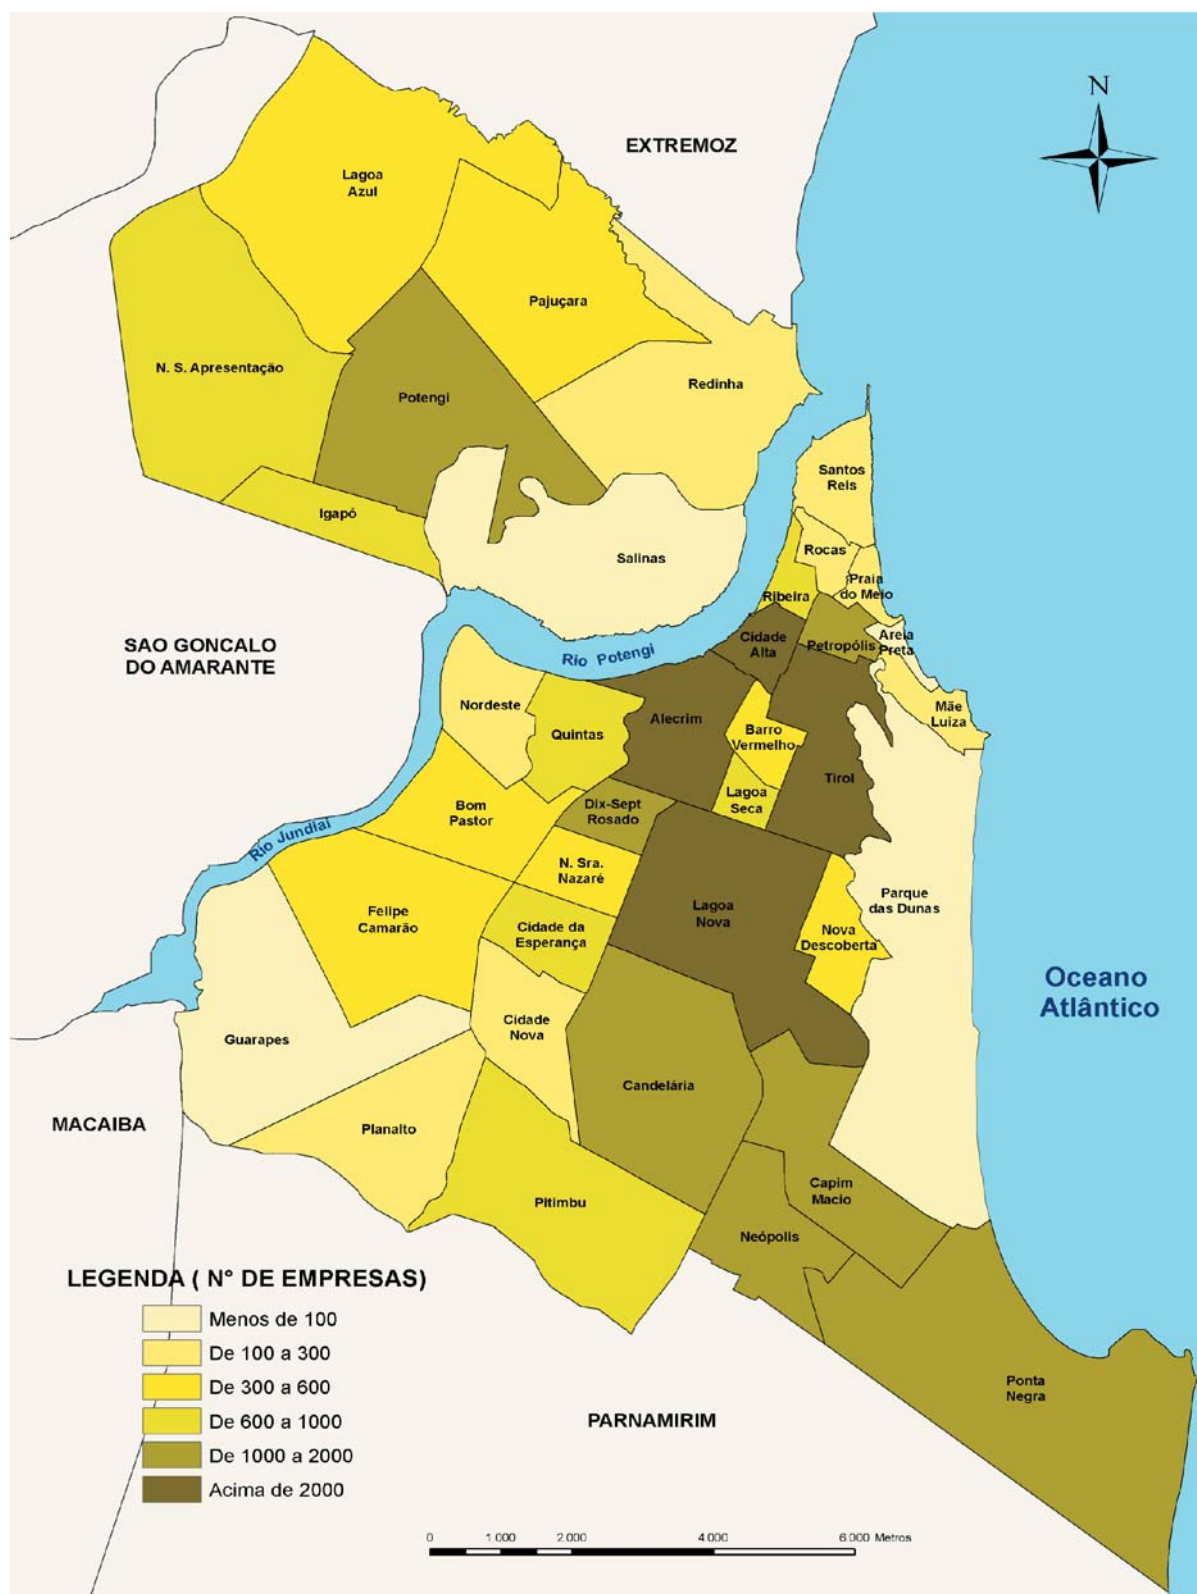 N
EXTREMOZ
Lagoa
Azul
Pajuçara
N. S. Apresentação
Redinha
Potengi
Santos
Reis
Igapó
Rocas
Salinas
Praia
do Meio
Ribeira
SAO GONCALO
DO AMARANTE
Rio Potengi
Cidade
Alta
Petropólis
Areia
Preta
Nordeste
Mãe
Luiza
Alecrim
Quintas
Barro
Vermelho
Tirol
Lagoa
Seca
Bom
Pastor
Dix-Sept
Rosado
Rio Jundiaí
N. Sra.
Nazaré
Parque
das Dunas
Felipe
Camarão
Lagoa
Nova
Cidade da
Esperança
Nova
Descoberta
Oceano
Atlântico
Guarapes
Cidade
Nova
Candelária
MACAIBA
Planalto
Capim
Macio
Pitimbu
Neópolis
Ponta
Negra
PARNAMIRIM
LEGENDA ( N° DE EMPRESAS)
Menos de 100
De 100 a 300
De 300 a 600
De 600 a 1000
De 1000 a 2000
Acima de 2000
0 1 000 2 000 4 000 6 000 Metros